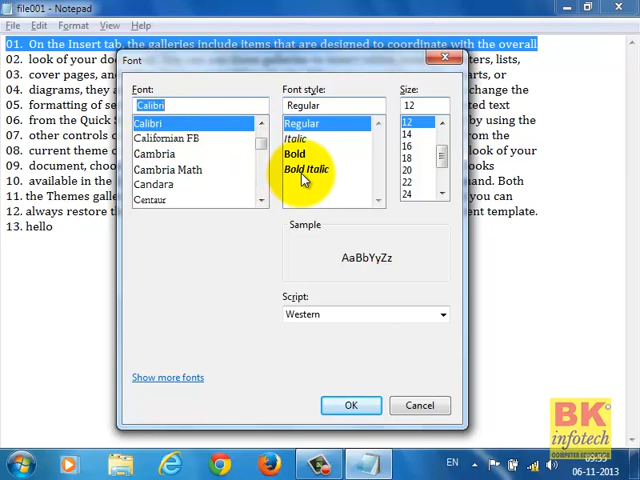 file001 - Notepad
File Edit Format View Help
01. On the Insert tab, the galleries include items that are designed to coordinate with the overall
02. look of your do ters, lists,
03. cover pages, an arts, or
04. diagrams, they a change the
05. formatting of se ted text
06. from the Quick S by using the
07. other controls c
08. current theme c look of your
09. document, choo ooks
10. available in the and. Both
11. the Themes gall you can
12. always restore th ent template.
13. hello
Font
Font: Font style: Size:
Calibri Regular 12
Calibri Regular 12
Californian FB Italic 14
Cambria Bold 16
Cambria Math Bold Italic 18
Candara 20
Centaur 22
24
Sample
AaBbYyZz
Script:
Western
Show more fonts
OK Cancel
BK
infotech
COMPUTER EDUCATION
EN 09:55
06-11-2013